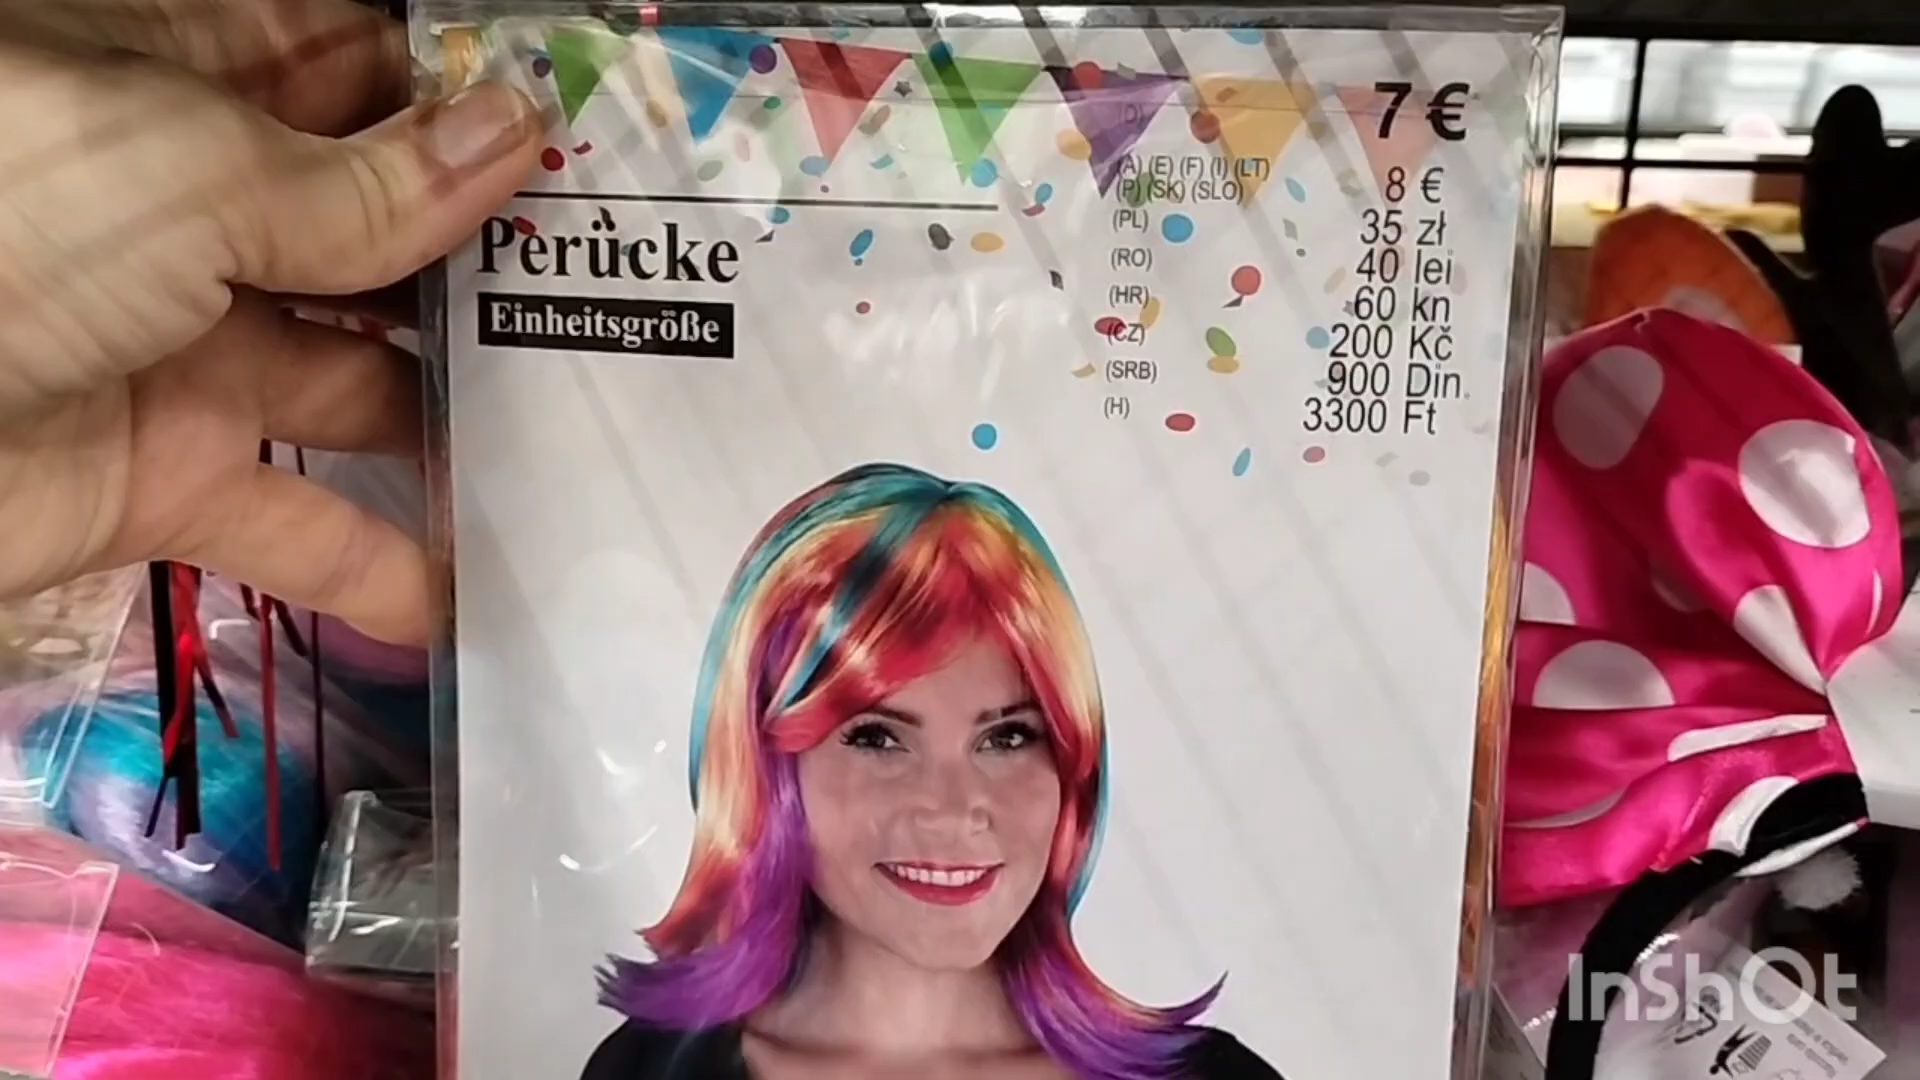 7 €
(D)
(A) (E) (F) (I) (LT)
(P) (SK) (SLO)
8 €
(PL) 35 zł
(RO) 40 lei
(HR) 60 kn
(CZ) 200 Kč
(SRB) 900 Din.
(H) 3300 Ft
Perücke
Einheitsgröße
InShOt